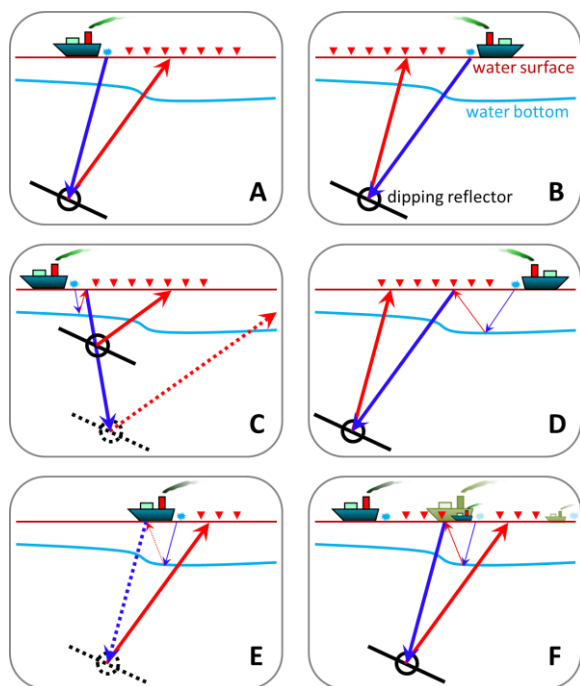 water surface
water bottom
A
dipping reflector
B
C
D
E
F